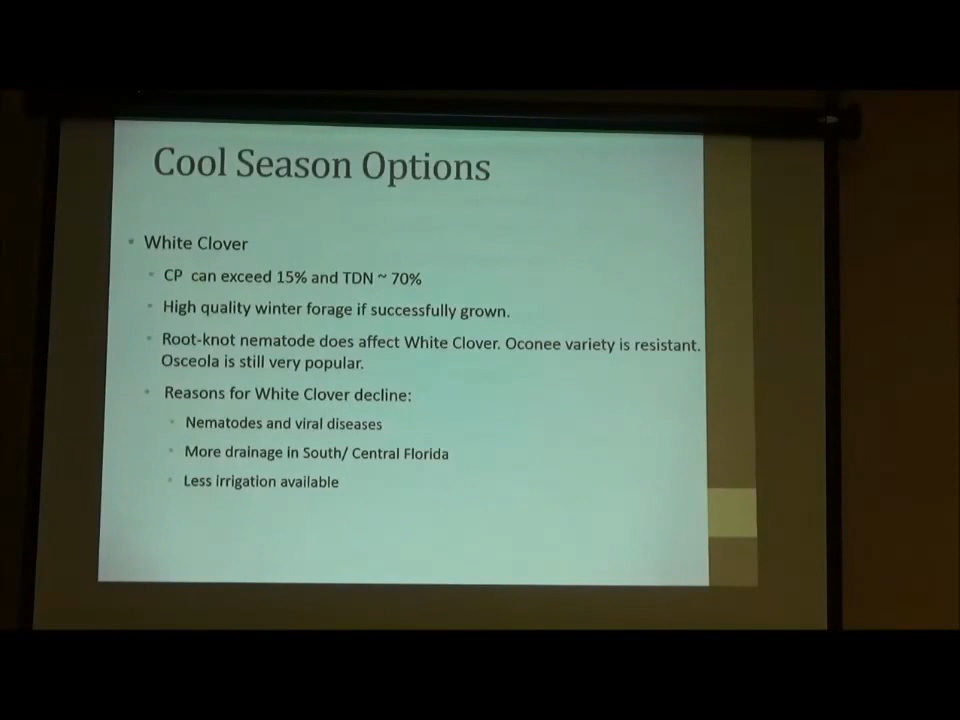 Cool Season Options
White Clover
CP can exceed 15% and TDN ~ 70%
High quality winter forage if successfully grown.
Root-knot nematode does affect White Clover. Oconee variety is resistant.
Osceola is still very popular.
Reasons for White Clover decline:
Nematodes and viral diseases
More drainage in South/ Central Florida
Less irrigation available